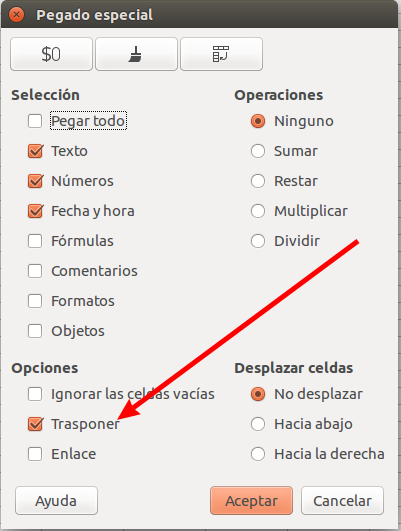 Pegado especial
$0
Selección
Pegar todo
Texto
Números
Fecha y hora
Fórmulas
Comentarios
Formatos
Objetos
Operaciones
Ninguno
Sumar
Restar
Multiplicar
Dividir
Opciones
Ignorar las celdas vacías
Trasponer
Enlace
Desplazar celdas
No desplazar
Hacia abajo
Hacia la derecha
Ayuda
Aceptar
Cancelar